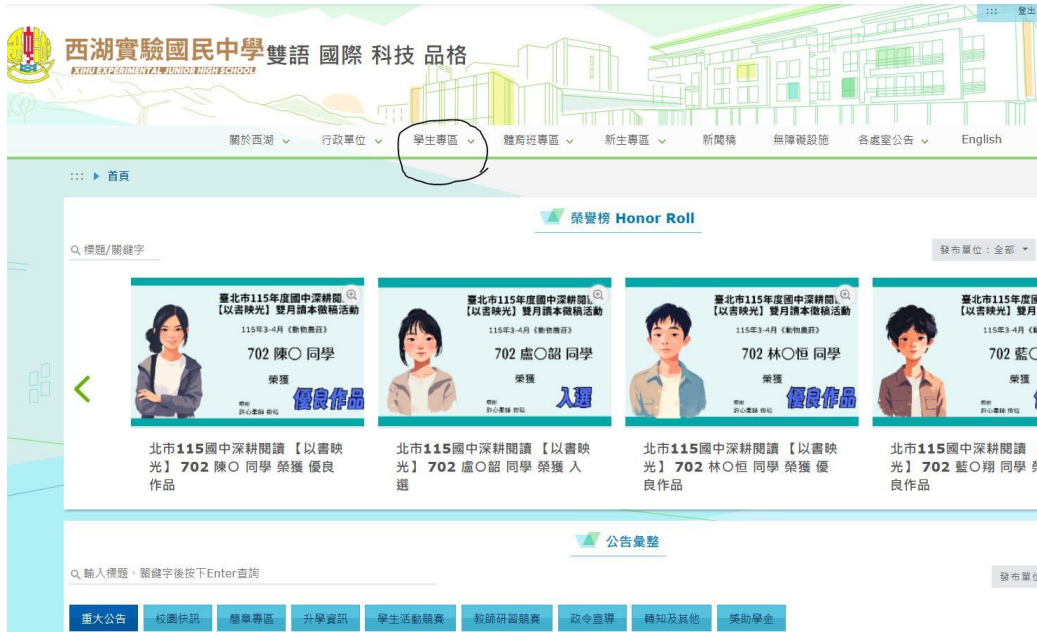 ::: 登出
西湖實驗國民中學 雙語 國際 科技 品格
XIHU EXPERIMENTAL JUNIOR HIGH SCHOOL
關於西湖 行政單位 學生專區 體育班專區 新生專區 新聞稿 無障礙設施 各處室公告 English
::: 首頁
榮譽榜 Honor Roll
標題/關鍵字
發布單位：全部
臺北市115年度國中深耕閱
【以書映光】雙月讀本徵稿活動
115年3-4月《動物農莊》
702 陳〇 同學
榮獲
優良作品
臺北市115年度國中深耕閱
【以書映光】雙月讀本徵稿活動
115年3-4月《動物農莊》
702 盧〇韶 同學
榮獲
入選
臺北市115年度國中深耕閱
【以書映光】雙月讀本徵稿活動
115年3-4月《動物農莊》
702 林〇恒 同學
榮獲
優良作品
臺北市115年度國
【以書映光】雙月
115年3-4月《動
702 藍〇
榮獲
北市115國中深耕閱讀 【以書映
光】 702 陳〇 同學 榮獲 優良
作品
北市115國中深耕閱讀 【以書映
光】 702 盧〇韶 同學 榮獲 入
選
北市115國中深耕閱讀 【以書映
光】 702 林〇恒 同學 榮獲 優
良作品
北市115國中深耕閱讀
光】 702 藍〇翔 同學
良作品
公告彙整
輸入標題、關鍵字後按下Enter查詢
發布單位
重大公告 校園快訊 簡章專區 升學資訊 學生活動競賽 教師研習競賽 政令宣導 轉知及其他 獎助學金